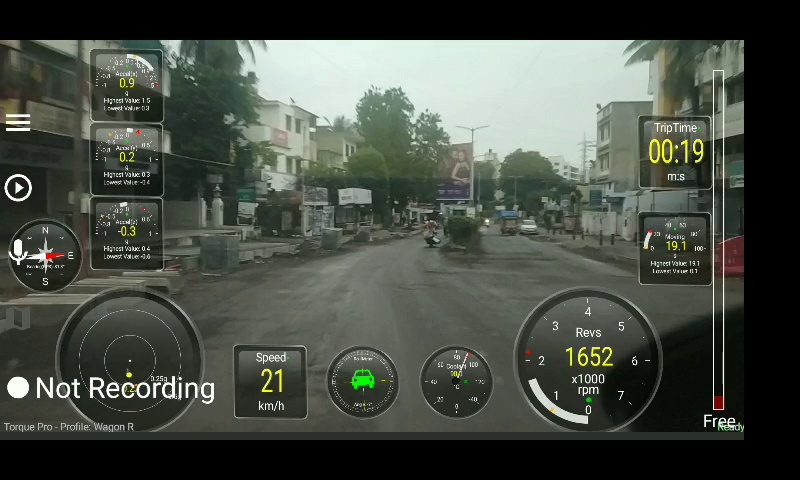 Accel(x)
0.9
g
Highest Value: 1.5
Lowest Value: 0.3
Accel(y)
0.2
g
Highest Value: 0.3
Lowest Value: -0.4
Accel(z)
-0.3
g
Highest Value: 0.4
Lowest Value: -0.6
N
E
S
TripTime
00:19
m:s
Moving
19.1
s
Highest Value: 19.1
Lowest Value: 0.1
0.25g
Not Recording
Speed
21
km/h
Coolant
°C
1
2
3
4
5
6
7
0
Revs
1652
x1000
rpm
Free
Ready
Torque Pro - Profile: Wagon R